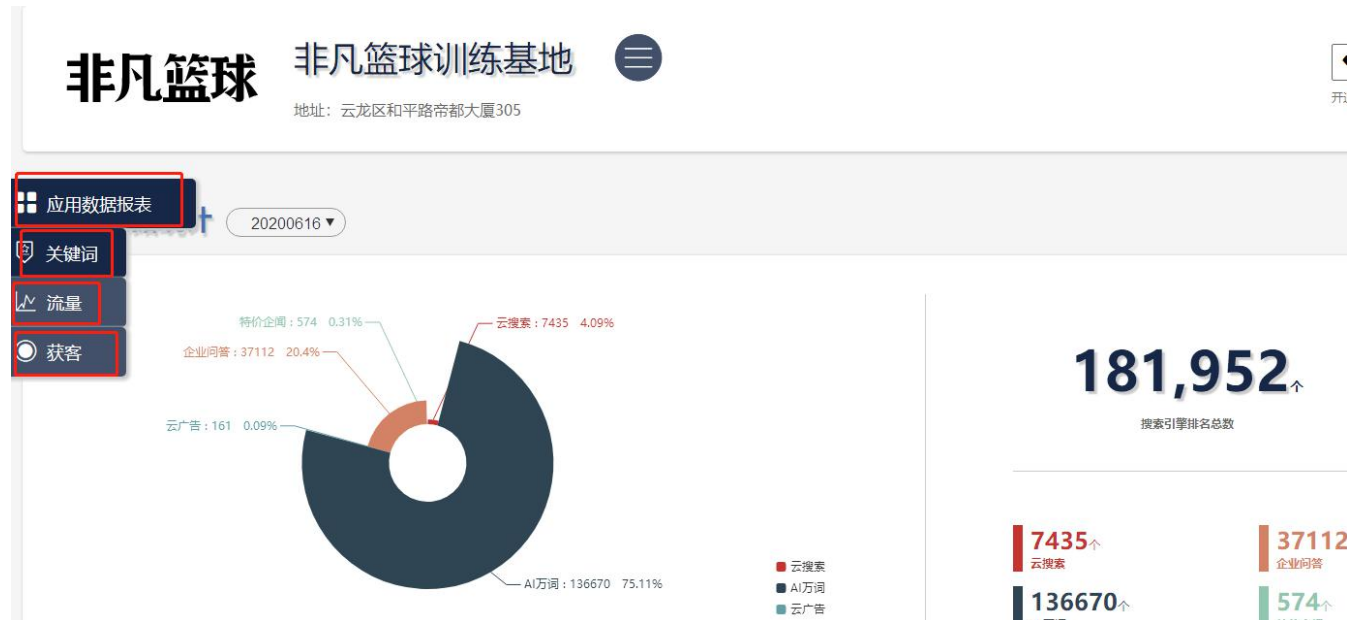 非凡篮球
非凡篮球训练基地
地址：云龙区和平路帝都大厦305
应用数据报表
20200616▼
关键词
流量
获客
特价企闻：574 0.31%
云搜索：7435 4.09%
企业问答：37112 20.4%
云广告：161 0.09%
AI万词：136670 75.11%
云搜索
AI万词
云广告
181,952个
搜索引擎排名总数
7435个
云搜索
37112
企业问答
136670个
574个